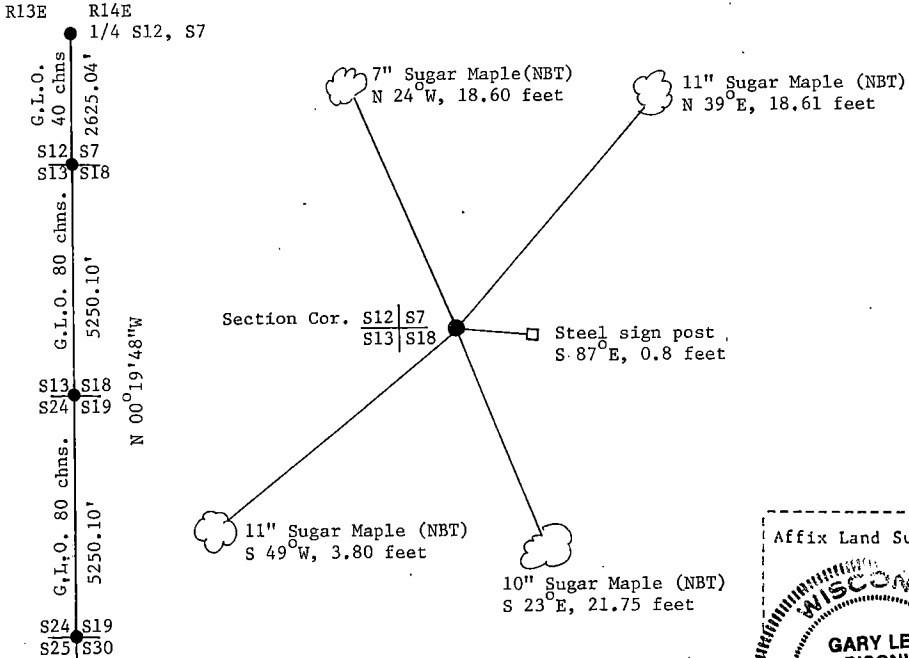 R13E R14E
1/4 S12, S7
G.L.O.
40 chns
2625.04'
S12 S7
S13 S18
G.L.O. 80 chns.
5250.10'
S13 S18
S24 S19
N 00°19'48"W
G.L.O. 80 chns.
5250.10'
S24 S19
S25 S30
7" Sugar Maple(NBT)
N 24°W, 18.60 feet
11" Sugar Maple (NBT)
N 39°E, 18.61 feet
Section Cor. S12 S7
S13 S18
Steel sign post
S 87°E, 0.8 feet
11" Sugar Maple (NBT)
S 49°W, 3.80 feet
10" Sugar Maple (NBT)
S 23°E, 21.75 feet
Affix Land Su
WISCON
GARY LE